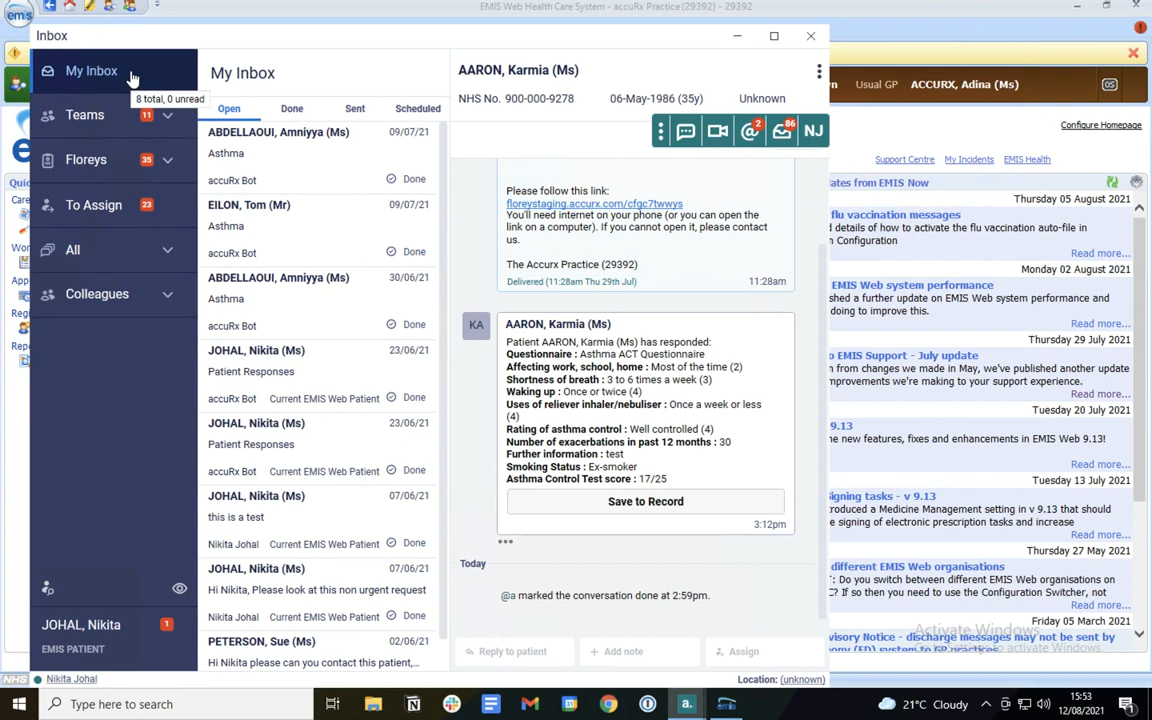 emis
EMIS Web Health Care System - accuRx Practice (29392) - 29392
Inbox
My Inbox
8 total, 0 unread
Teams 11
Floreys 35
To Assign 23
All
Colleagues
JOHAL, Nikita 1
EMIS PATIENT
My Inbox
Open Done Sent Scheduled
ABDELLAOUI, Amniyya (Ms) 09/07/21
Asthma
accuRx Bot Done
EILON, Tom (Mr) 09/07/21
Asthma
accuRx Bot Done
ABDELLAOUI, Amniyya (Ms) 30/06/21
Asthma
accuRx Bot Done
JOHAL, Nikita (Ms) 23/06/21
Patient Responses
accuRx Bot Current EMIS Web Patient Done
JOHAL, Nikita (Ms) 23/06/21
Patient Responses
accuRx Bot Current EMIS Web Patient Done
JOHAL, Nikita (Ms) 07/06/21
this is a test
Nikita Johal Current EMIS Web Patient Done
JOHAL, Nikita (Ms) 07/06/21
Hi Nikita, Please look at this non urgent request
Nikita Johal Current EMIS Web Patient Done
PETERSON, Sue (Ms) 02/06/21
Hi Nikita please can you contact this patient,...
AARON, Karmia (Ms)
NHS No. 900-000-9278 06-May-1986 (35y) Unknown
2 86 NJ
Please follow this link:
floreystaging.accurx.com/cfgc7twwys
You'll need internet on your phone (or you can open the
link on a computer). If you cannot open it, please contact
us.
The Accurx Practice (29392)
Delivered (11:28am Thu 29th Jul) 11:28am
KA
AARON, Karmia (Ms)
Patient AARON, Karmia (Ms) has responded:
Questionnaire : Asthma ACT Questionnaire
Affecting work, school, home : Most of the time (2)
Shortness of breath : 3 to 6 times a week (3)
Waking up : Once or twice (4)
Uses of reliever inhaler/nebuliser : Once a week or less
(4)
Rating of asthma control : Well controlled (4)
Number of exacerbations in past 12 months : 30
Further information : test
Smoking Status : Ex-smoker
Asthma Control Test score : 17/25
Save to Record
3:12pm
Today
@a marked the conversation done at 2:59pm.
Reply to patient Add note Assign
NHS Nikita Johal Location: (unknown)
Usual GP ACCURX, Adina (Ms)
Configure Homepage
Support Centre My Incidents EMIS Health
ates from EMIS Now
Thursday 05 August 2021
flu vaccination messages
details of how to activate the flu vaccination auto-file in
Configuration
Read more...
Monday 02 August 2021
EMIS Web system performance
shed a further update on EMIS Web system performance and
doing to improve this.
Read more...
Thursday 29 July 2021
o EMIS Support - July update
n from changes we made in May, we've published another update
mprovements we're making to your support experience.
Read more...
Tuesday 20 July 2021
9.13
he new features, fixes and enhancements in EMIS Web 9.13!
Read more...
Tuesday 13 July 2021
signing tasks - v 9.13
roduced a Medicine Management setting in v 9.13 that should
e signing of electronic prescription tasks and increase
Read more...
Thursday 27 May 2021
different EMIS Web organisations
T: Do you switch between different EMIS Web organisations on
C? If so then you need to use the Configuration Switcher, not
Read more...
Friday 05 March 2021
Activate Windows
visory Notice - discharge messages may not be sent by
Type here to search
21°C Cloudy
15:53
12/08/2021
1